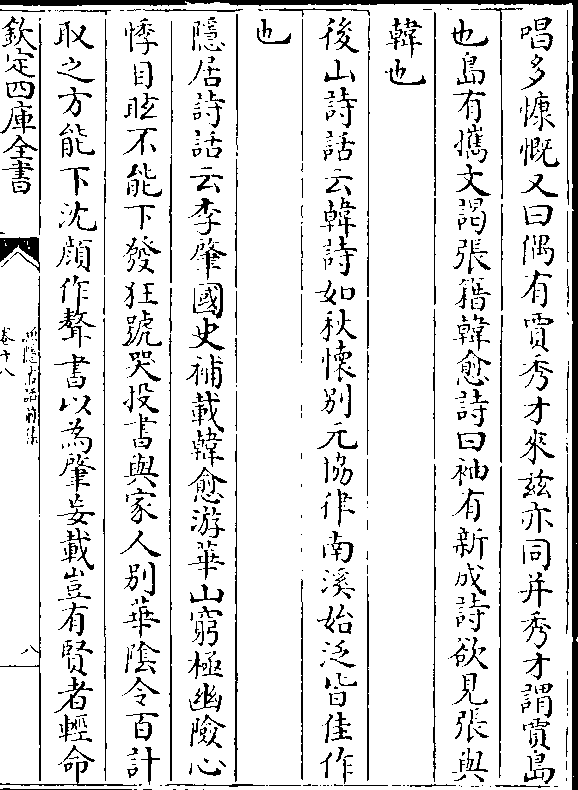 唱多慷慨又曰偶有賈秀才來兹亦同并秀才謂賈島
也島有攜文謁張籍韓愈詩曰袖有新成詩欲見張與
韓也
後山詩話云韓詩如秋懐别元協律南溪始泛皆佳作
也
隱居詩話云李肇國史補載韓愈游華山窮極幽險心
悸目眩不能下發狂號哭投書與家人别華陰令百計
取之方能下沈顔作聱書以為肇妄載豈有賢者輕命
欽定四庫全書
漁隱叢話前集
卷十八
八